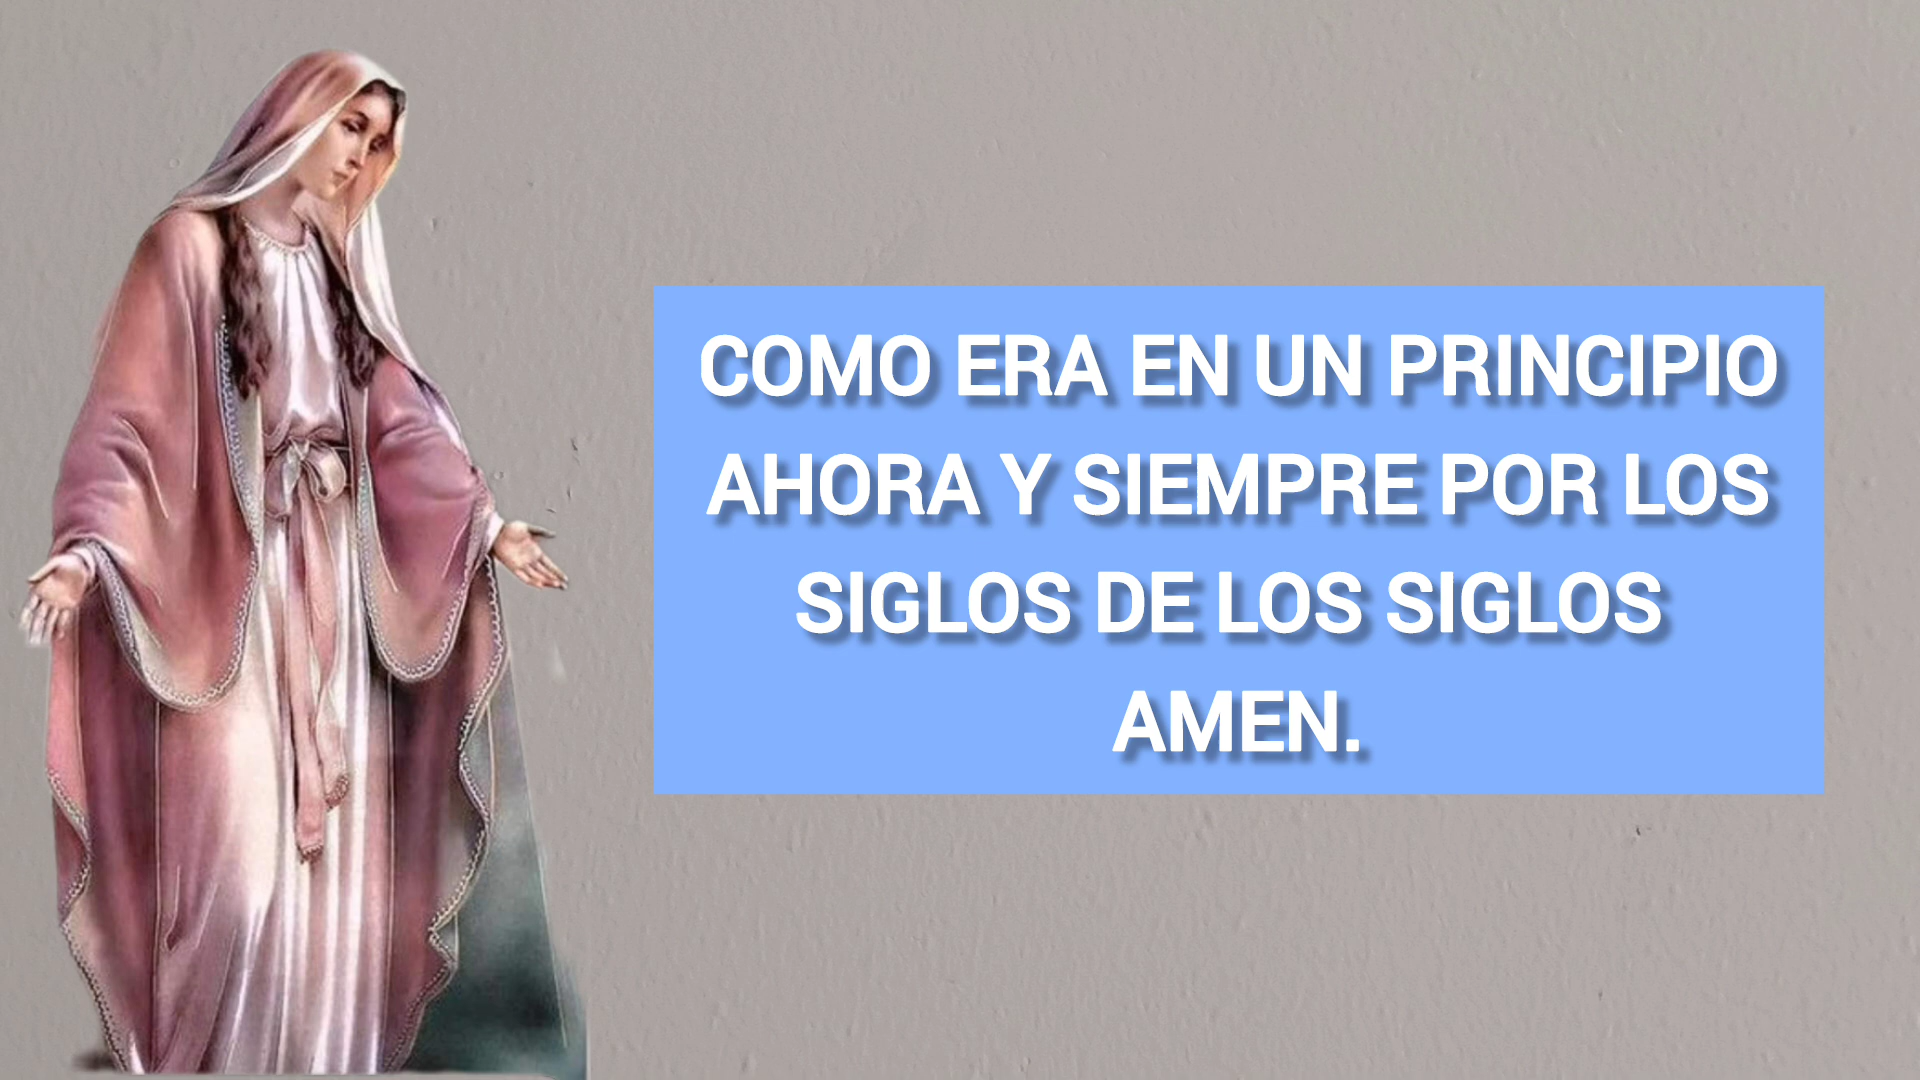 COMO ERA EN UN PRINCIPIO
AHORA Y SIEMPRE POR LOS
SIGLOS DE LOS SIGLOS
AMEN.